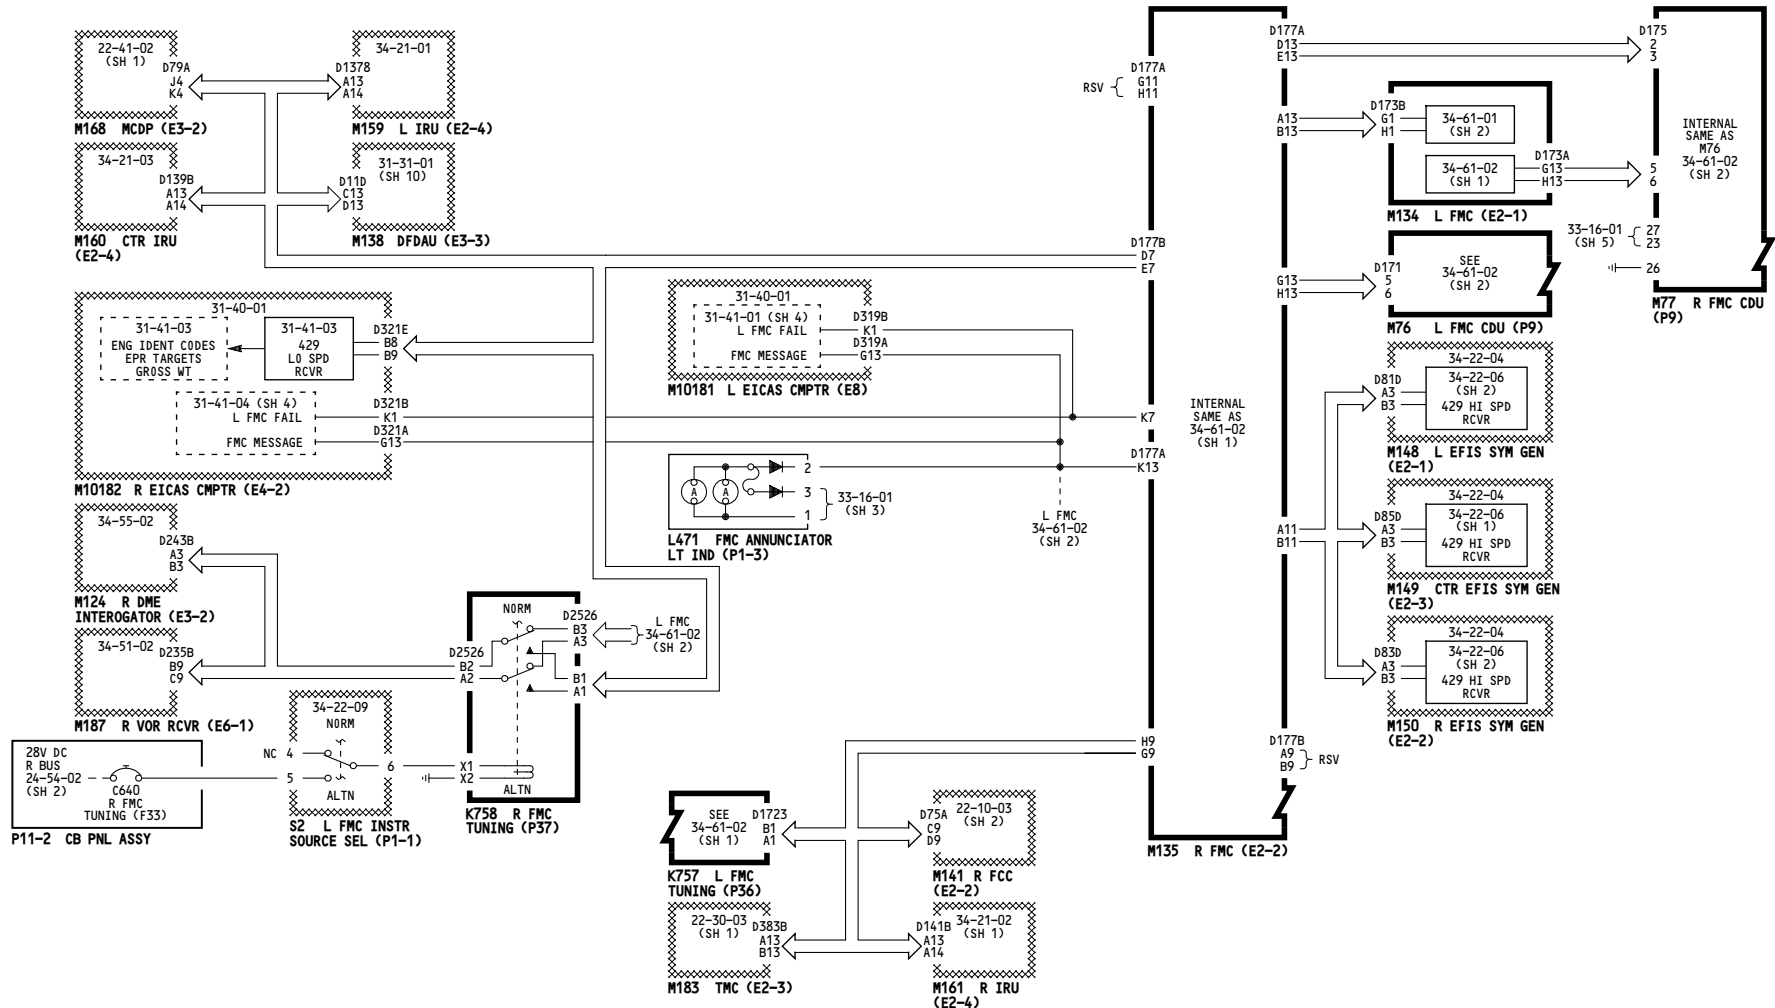 22-41-02
(SH 1)
D79A
J4
K4
M168 MCDP (E3-2)
34-21-01
D1378
A13
A14
M159 L IRU (E2-4)
34-21-03
D139B
A13
A14
M160 CTR IRU
(E2-4)
31-31-01
(SH 10)
D11D
C13
D13
M138 DFDAU (E3-3)
31-40-01
31-41-03
ENG IDENT CODES
EPR TARGETS
GROSS WT
31-41-03
429
LO SPD
RCVR
D321E
B8
B9
31-41-04 (SH 4)
L FMC FAIL
FMC MESSAGE
D321B
K1
D321A
G13
M10182 R EICAS CMPTR (E4-2)
31-40-01
31-41-01 (SH 4)
L FMC FAIL
FMC MESSAGE
D319B
K1
D319A
G13
M10181 L EICAS CMPTR (E8)
A
A
2
3
1
33-16-01
(SH 3)
L471 FMC ANNUNCIATOR
LT IND (P1-3)
L FMC
34-61-02
(SH 2)
34-55-02
D243B
A3
B3
M124 R DME
INTEROGATOR (E3-2)
34-51-02
D235B
B9
C9
M187 R VOR RCVR (E6-1)
28V DC
R BUS
24-54-02
(SH 2)
C640
R FMC
TUNING (F33)
P11-2 CB PNL ASSY
34-22-09
NORM
NC 4
5
6
ALTN
S2 L FMC INSTR
SOURCE SEL (P1-1)
NORM
D2526
B2
A2
D2526
B3
A3
B1
A1
X1
X2
ALTN
K758 R FMC
TUNING (P37)
L FMC
34-61-02
(SH 2)
SEE
34-61-02
(SH 1)
D1723
B1
A1
K757 L FMC
TUNING (P36)
22-10-03
(SH 2)
D75A
C9
D9
M141 R FCC
(E2-2)
22-30-03
(SH 1)
D383B
A13
B13
M183 TMC (E2-3)
34-21-02
(SH 1)
D141B
A13
A14
M161 R IRU
(E2-4)
RSV
D177A
G11
H11
D177B
D7
E7
K7
D177A
K13
H9
G9
INTERNAL
SAME AS
34-61-02
(SH 1)
D177A
D13
E13
A13
B13
G13
H13
A11
B11
D177B
A9
B9
RSV
M135 R FMC (E2-2)
D173B
G1
H1
34-61-01
(SH 2)
34-61-02
(SH 1)
D173A
G13
H13
M134 L FMC (E2-1)
D171
5
6
SEE
34-61-02
(SH 2)
M76 L FMC CDU (P9)
D175
2
3
5
6
33-16-01
(SH 5)
27
23
26
INTERNAL
SAME AS
M76
34-61-02
(SH 2)
M77 R FMC CDU
(P9)
34-22-04
D81D
A3
B3
34-22-06
(SH 2)
429 HI SPD
RCVR
M148 L EFIS SYM GEN
(E2-1)
34-22-04
D85D
A3
B3
34-22-06
(SH 1)
429 HI SPD
RCVR
M149 CTR EFIS SYM GEN
(E2-3)
34-22-04
D83D
A3
B3
34-22-06
(SH 2)
429 HI SPD
RCVR
M150 R EFIS SYM GEN
(E2-2)